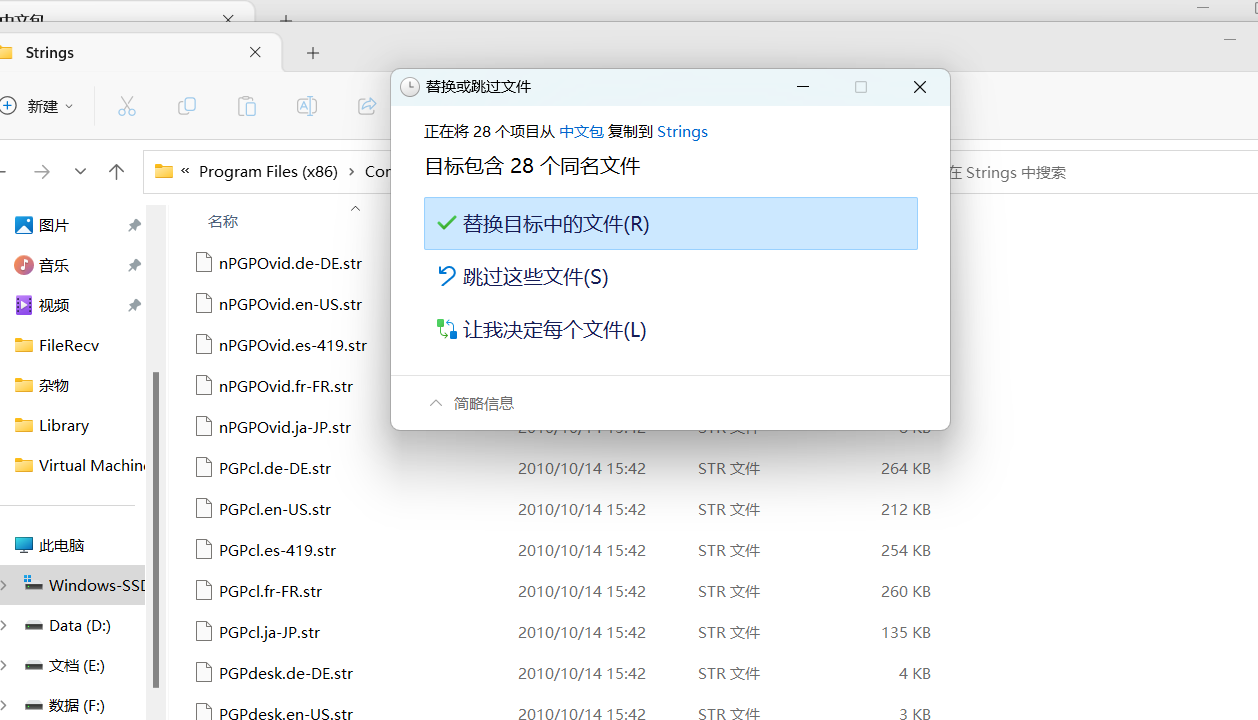 中文包
Strings
新建
替换或跳过文件
正在将 28 个项目从 中文包 复制到 Strings
目标包含 28 个同名文件
替换目标中的文件(R)
跳过这些文件(S)
让我决定每个文件(L)
简略信息
« Program Files (x86) › Con
在 Strings 中搜索
图片
音乐
视频
FileRecv
杂物
Library
Virtual Machine
此电脑
Windows-SSD
Data (D:)
文档 (E:)
数据 (F:)
名称
nPGPOvid.de-DE.str
nPGPOvid.en-US.str
nPGPOvid.es-419.str
nPGPOvid.fr-FR.str
nPGPOvid.ja-JP.str 2010/10/14 15:42 STR 文件 KB
PGPcl.de-DE.str 2010/10/14 15:42 STR 文件 264 KB
PGPcl.en-US.str 2010/10/14 15:42 STR 文件 212 KB
PGPcl.es-419.str 2010/10/14 15:42 STR 文件 254 KB
PGPcl.fr-FR.str 2010/10/14 15:42 STR 文件 260 KB
PGPcl.ja-JP.str 2010/10/14 15:42 STR 文件 135 KB
PGPdesk.de-DE.str 2010/10/14 15:42 STR 文件 4 KB
PGPdesk.en-US.str 2010/10/14 15:42 STR 文件 3 KB